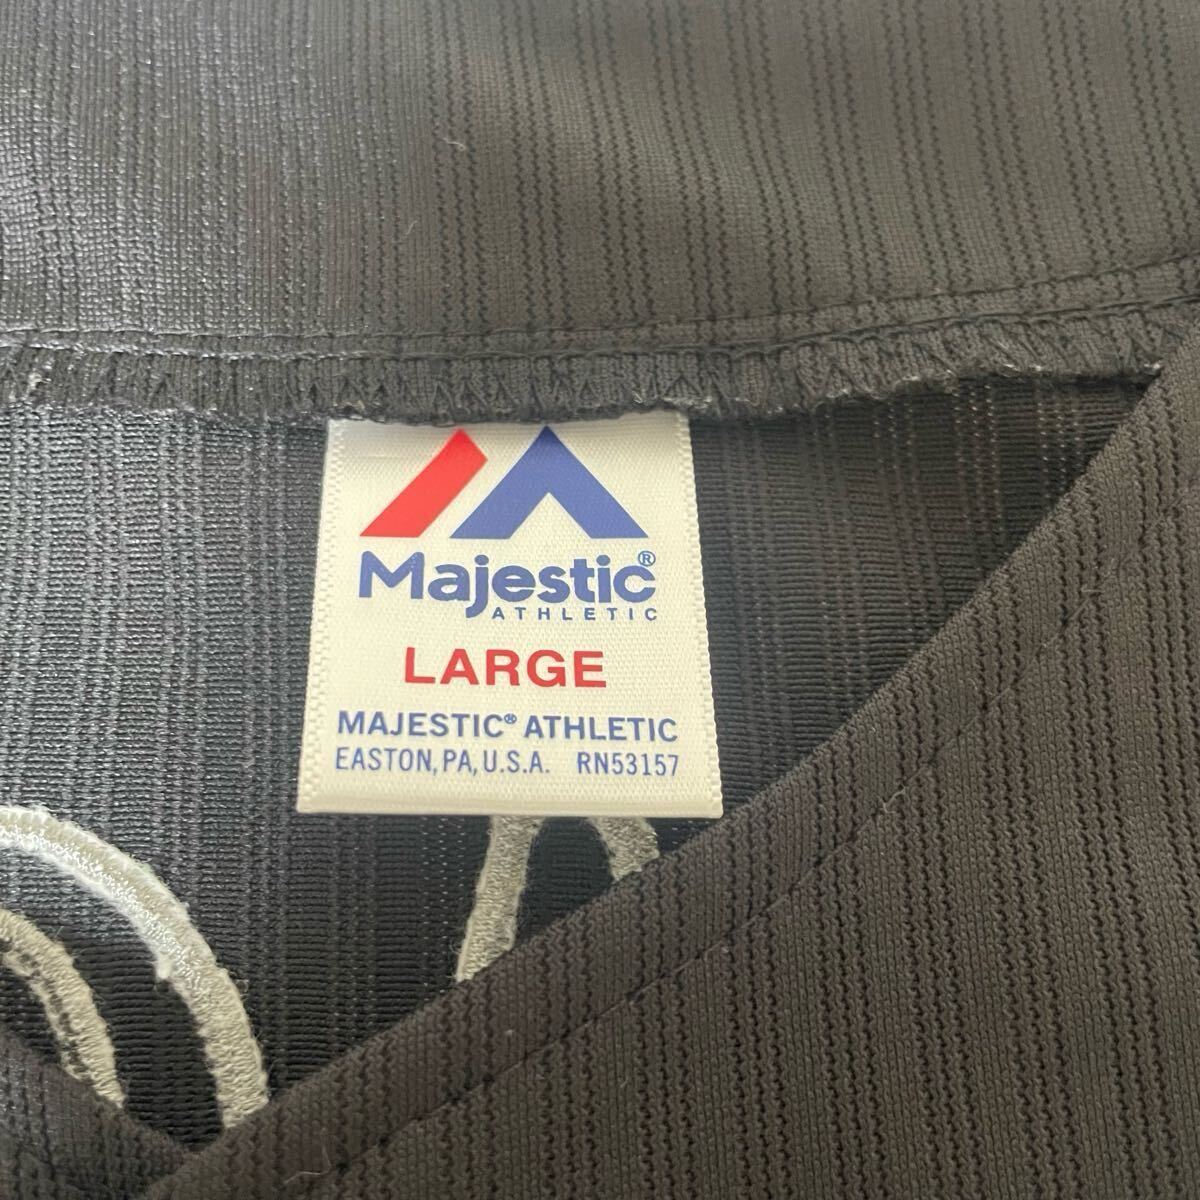 Majestic®
ATHLETIC
LARGE
MAJESTIC® ATHLETIC
EASTON, PA, U.S.A. RN53157